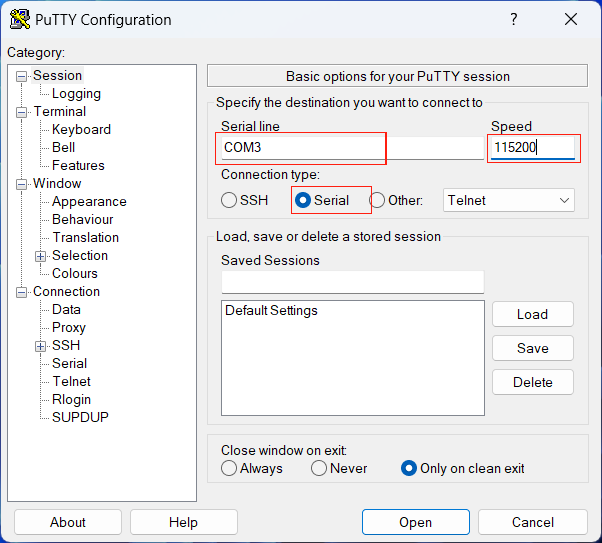 PuTTY Configuration
?
Category:
Session
Logging
Terminal
Keyboard
Bell
Features
Window
Appearance
Behaviour
Translation
Selection
Colours
Connection
Data
Proxy
SSH
Serial
Telnet
Rlogin
SUPDUP
Basic options for your PuTTY session
Specify the destination you want to connect to
Serial line Speed
COM3 115200
Connection type:
SSH Serial Other: Telnet
Load, save or delete a stored session
Saved Sessions
Default Settings
Load
Save
Delete
Close window on exit:
Always Never Only on clean exit
About Help Open Cancel